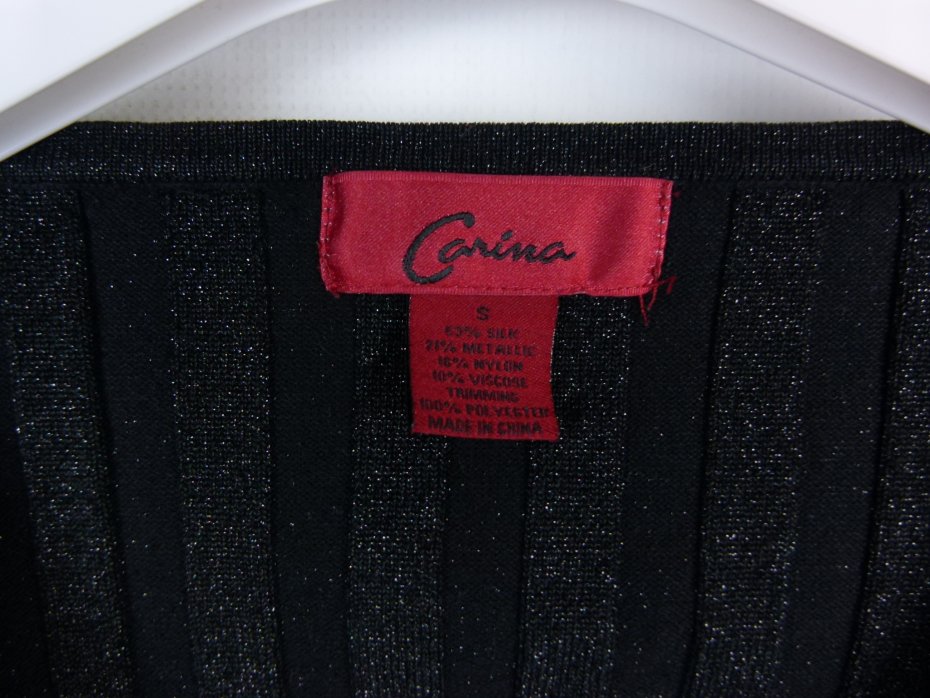 Carina
S
53% SILK
21% METALLIC
16% NYLON
10% VISCOSE
TRIMMING
100% POLYESTER
MADE IN CHINA